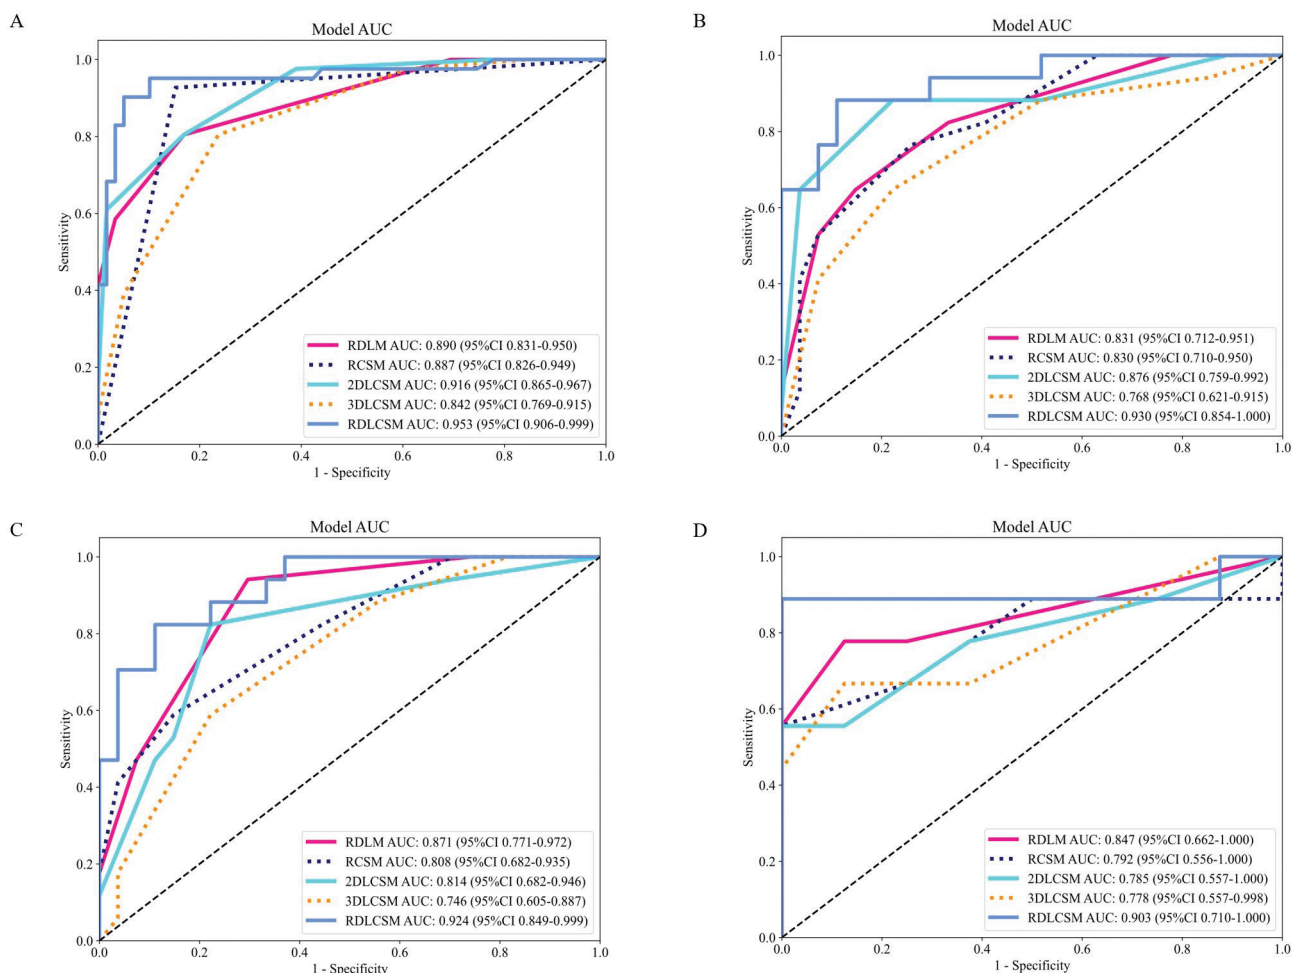 A
Model AUC
Sensitivity
1.0
0.8
0.6
0.4
0.2
0.0
RDLM AUC: 0.890 (95%CI 0.831-0.950)
RCSM AUC: 0.887 (95%CI 0.826-0.949)
2DLCSM AUC: 0.916 (95%CI 0.865-0.967)
3DLCSM AUC: 0.842 (95%CI 0.769-0.915)
RDLCSM AUC: 0.953 (95%CI 0.906-0.999)
0.0 0.2 0.4 0.6 0.8 1.0
1 - Specificity
B
Model AUC
Sensitivity
1.0
0.8
0.6
0.4
0.2
0.0
RDLM AUC: 0.831 (95%CI 0.712-0.951)
RCSM AUC: 0.830 (95%CI 0.710-0.950)
2DLCSM AUC: 0.876 (95%CI 0.759-0.992)
3DLCSM AUC: 0.768 (95%CI 0.621-0.915)
RDLCSM AUC: 0.930 (95%CI 0.854-1.000)
0.0 0.2 0.4 0.6 0.8 1.0
1 - Specificity
C
Model AUC
Sensitivity
1.0
0.8
0.6
0.4
0.2
0.0
RDLM AUC: 0.871 (95%CI 0.771-0.972)
RCSM AUC: 0.808 (95%CI 0.682-0.935)
2DLCSM AUC: 0.814 (95%CI 0.682-0.946)
3DLCSM AUC: 0.746 (95%CI 0.605-0.887)
RDLCSM AUC: 0.924 (95%CI 0.849-0.999)
0.0 0.2 0.4 0.6 0.8 1.0
1 - Specificity
D
Model AUC
Sensitivity
1.0
0.8
0.6
0.4
0.2
0.0
RDLM AUC: 0.847 (95%CI 0.662-1.000)
RCSM AUC: 0.792 (95%CI 0.556-1.000)
2DLCSM AUC: 0.785 (95%CI 0.557-1.000)
3DLCSM AUC: 0.778 (95%CI 0.557-0.998)
RDLCSM AUC: 0.903 (95%CI 0.710-1.000)
0.0 0.2 0.4 0.6 0.8 1.0
1 - Specificity